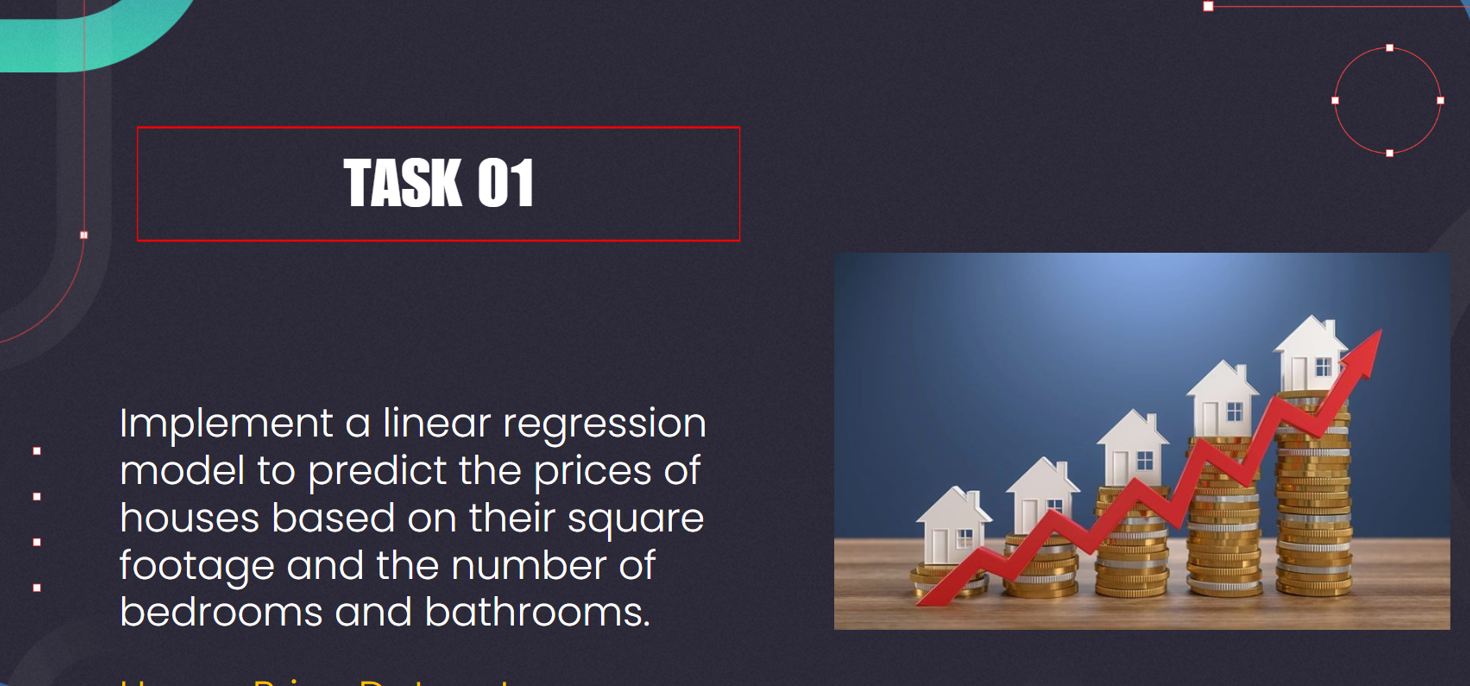 TASK 01
Implement a linear regression
model to predict the prices of
houses based on their square
footage and the number of
bedrooms and bathrooms.